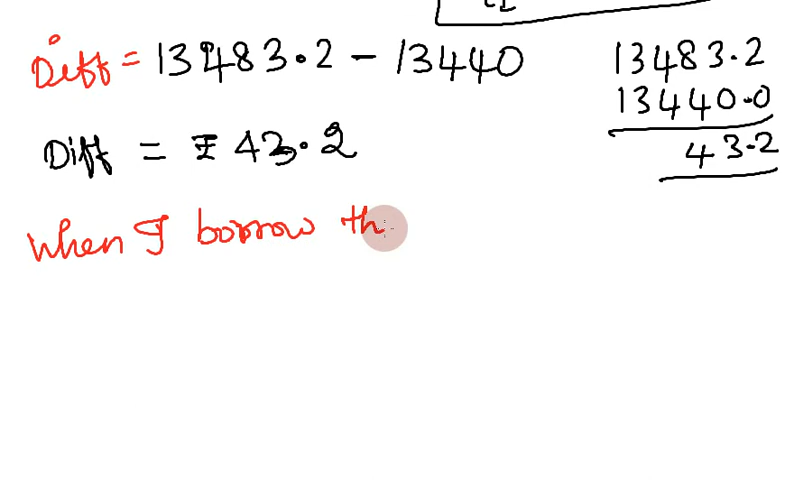 Diff = 13483.2 - 13440
13483.2
13440.0
43.2
Diff = ₹ 43.2
When I borrow th